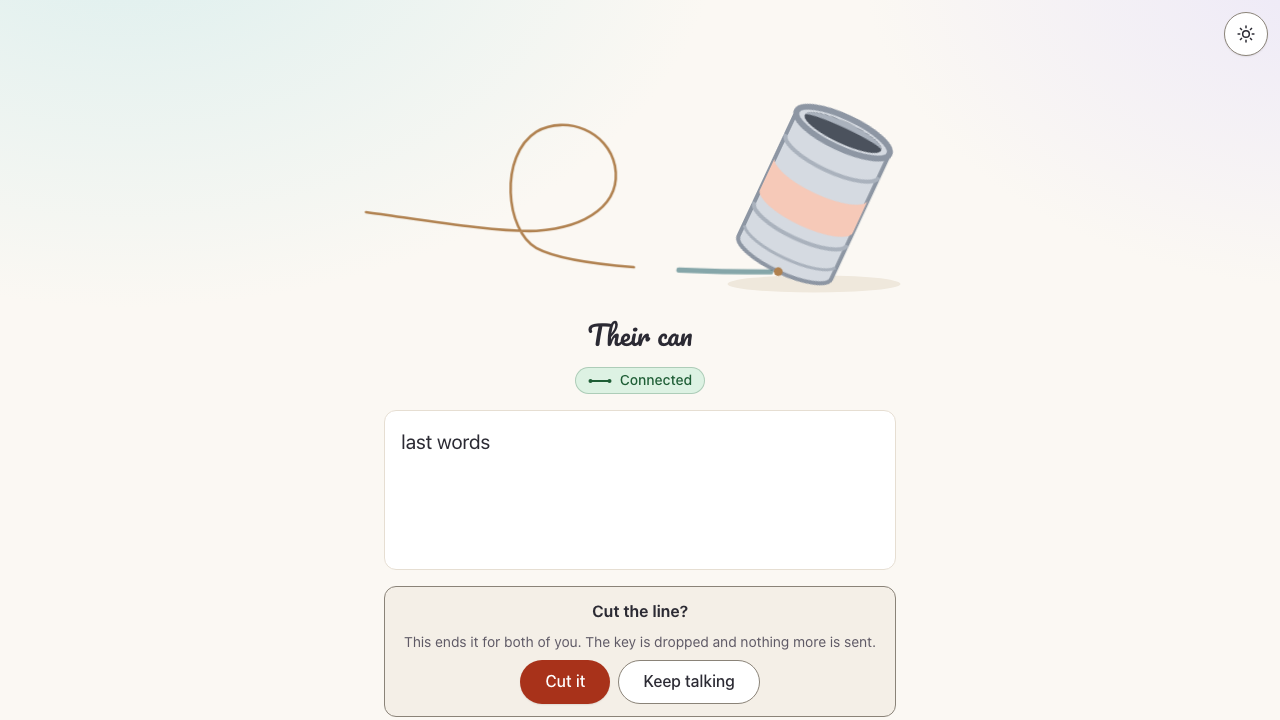 Their can
Connected
last words
Cut the line?
This ends it for both of you. The key is dropped and nothing more is sent.
Cut it
Keep talking